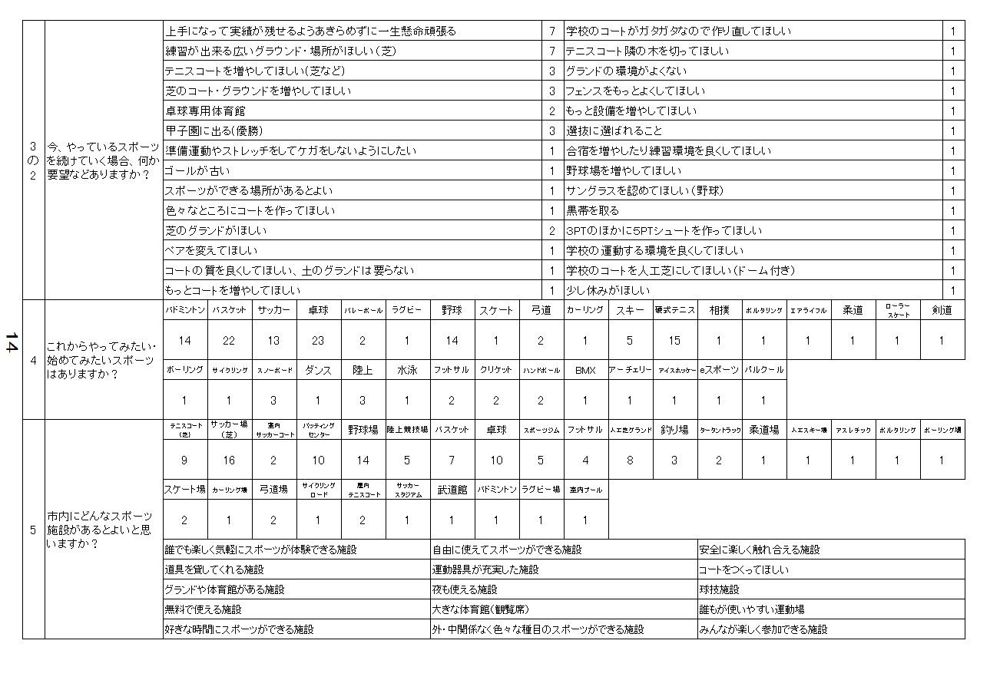 3の2
今、やっているスポーツを続けていく場合、何か要望などありますか？
上手になって実績が残せるようあきらめずに一生懸命頑張る 7 学校のコートがガタガタなので作り直してほしい 1
練習が出来る広いグラウンド・場所がほしい（芝） 7 テニスコート隣の木を切ってほしい 1
テニスコートを増やしてほしい(芝など) 3 グランドの環境がよくない 1
芝のコート・グラウンドを増やしてほしい 3 フェンスをもっとよくしてほしい 1
卓球専用体育館 2 もっと設備を増やしてほしい 1
甲子園に出る(優勝) 3 選抜に選ばれること 1
準備運動やストレッチをしてケガをしないようにしたい 1 合宿を増やしたり練習環境を良くしてほしい 1
ゴールが古い 1 野球場を増やしてほしい 1
スポーツができる場所があるとよい 1 サングラスを認めてほしい（野球） 1
色々なところにコートを作ってほしい 1 黒帯を取る 1
芝のグランドがほしい 2 3PTのほかに5PTシュートを作ってほしい 1
ペアを変えてほしい 1 学校の運動する環境を良くしてほしい 1
コートの質を良くしてほしい、土のグランドは要らない 1 学校のコートを人工芝にしてほしい（ドーム付き） 1
もっとコートを増やしてほしい 1 少し休みがほしい 1
4
これからやってみたい・始めてみたいスポーツはありますか？
バドミントン バスケット サッカー 卓球 バレーボール ラグビー 野球 スケート 弓道 カーリング スキー 硬式テニス 相撲 ボルタリング エアライフル 柔道 ローラースケート 剣道
14 22 13 23 2 1 14 1 2 1 5 15 1 1 1 1 1 1
ボーリング サイクリング スノーボード ダンス 陸上 水泳 フットサル クリケット ハンドボール BMX アーチェリー アイスホッケー eスポーツ パルクール
1 1 3 1 3 1 2 2 2 1 1 1 1 1
5
市内にどんなスポーツ施設があるとよいと思いますか？
テニスコート（芝） サッカー場（芝） 室内サッカーコート バッティングセンター 野球場 陸上競技場 バスケット 卓球 スポーツジム フットサル 人工芝グランド 釣り場 タータントラック 柔道場 人工スキー場 アスレチック ボルタリング ボーリング場
9 16 2 10 14 5 7 10 5 4 8 3 2 1 1 1 1 1
スケート場 カーリング場 弓道場 サイクリングロード 屋内テニスコート サッカースタジアム 武道館 バドミントン ラグビー場 室内プール
2 1 2 1 2 1 1 1 1 1
誰でも楽しく気軽にスポーツが体験できる施設 自由に使えてスポーツができる施設 安全に楽しく触れ合える施設
道具を貸してくれる施設 運動器具が充実した施設 コートをつくってほしい
グランドや体育館がある施設 夜も使える施設 球技施設
無料で使える施設 大きな体育館（観覧席） 誰もが使いやすい運動場
好きな時間にスポーツができる施設 外・中関係なく色々な種目のスポーツができる施設 みんなが楽しく参加できる施設
14